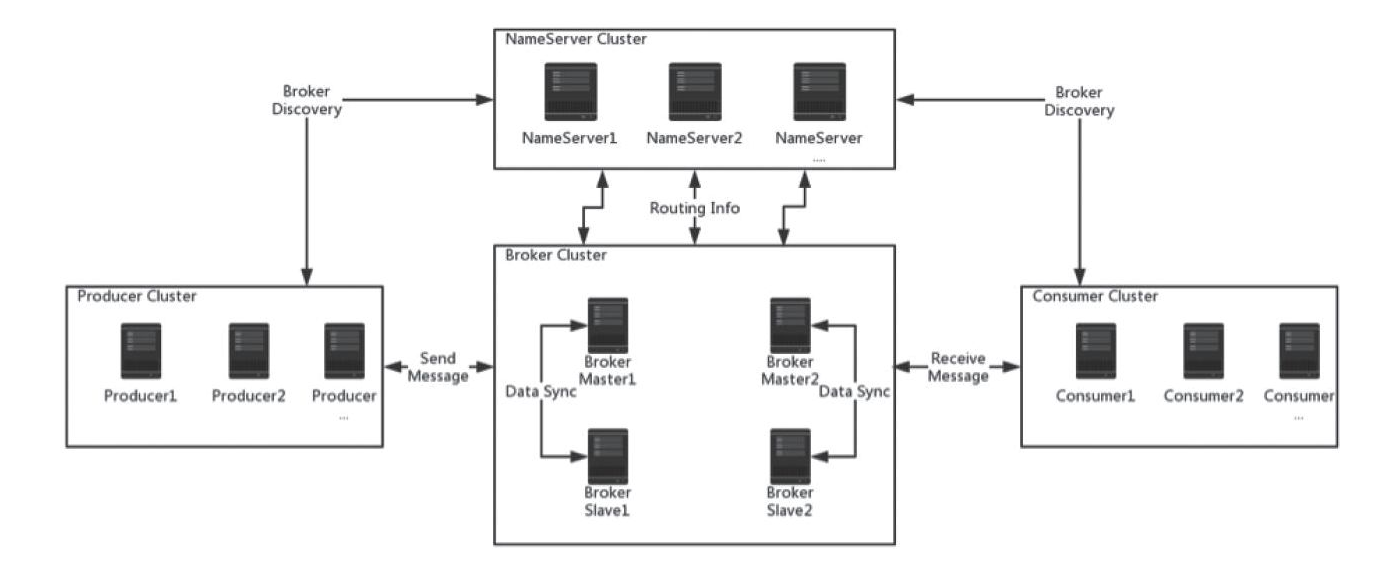 NameServer Cluster
NameServer1
NameServer2
NameServer
....
Broker
Discovery
Broker
Discovery
Routing Info
Producer Cluster
Producer1
Producer2
Producer
...
Send
Message
Broker Cluster
Broker
Master1
Broker
Master2
Data Sync
Data Sync
Broker
Slave1
Broker
Slave2
Receive
Message
Consumer Cluster
Consumer1
Consumer2
Consumer
...